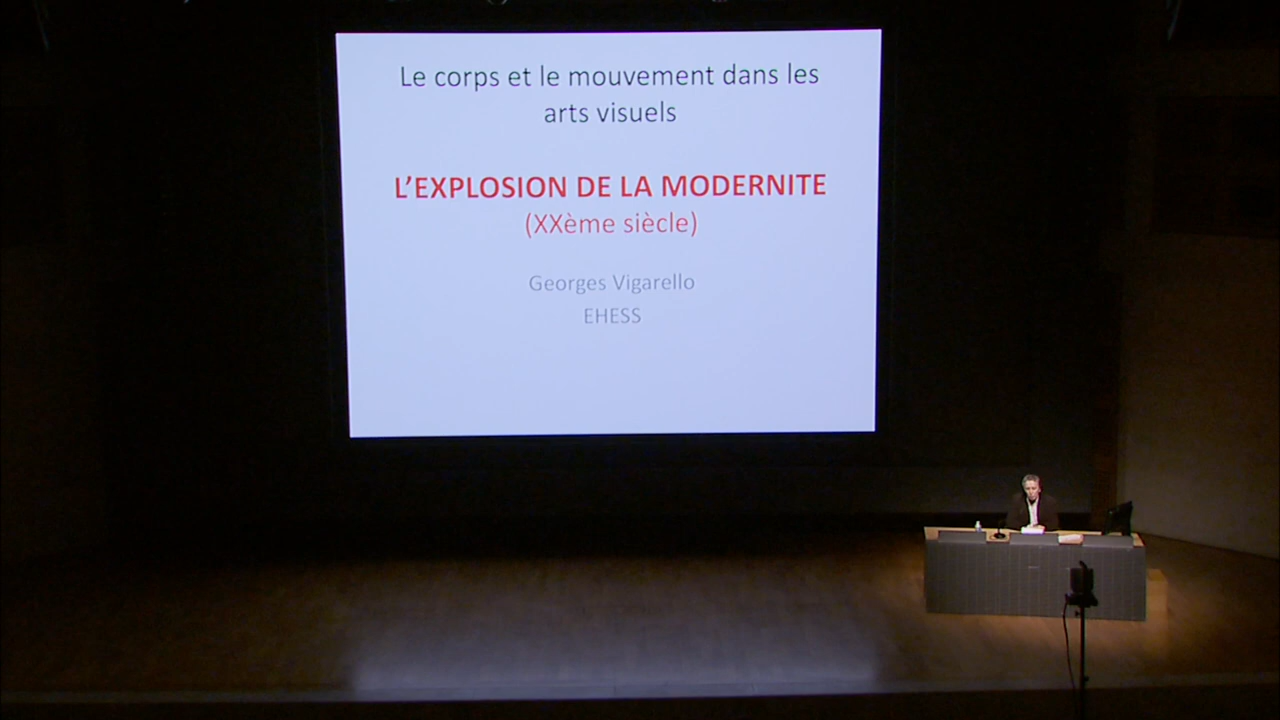 Le corps et le mouvement dans les
arts visuels
L’EXPLOSION DE LA MODERNITE
(XXème siècle)
Georges Vigarello
EHESS